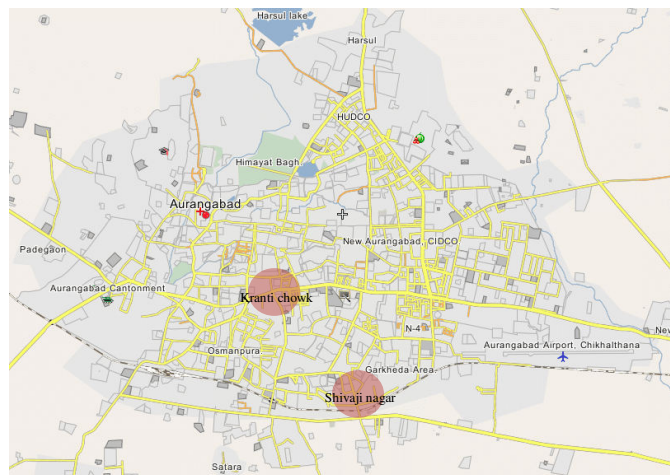 Harsul lake
Harsul
HUDCO
Himayat Bagh
Aurangabad
New Aurangabad, CIDCO
Padegaon
Aurangabad Cantonment
Kranti chowk
New
N-4
Osmanpura.
Aurangabad Airport, Chikhalthana
Garkheda Area.
Shivaji nagar
Satara